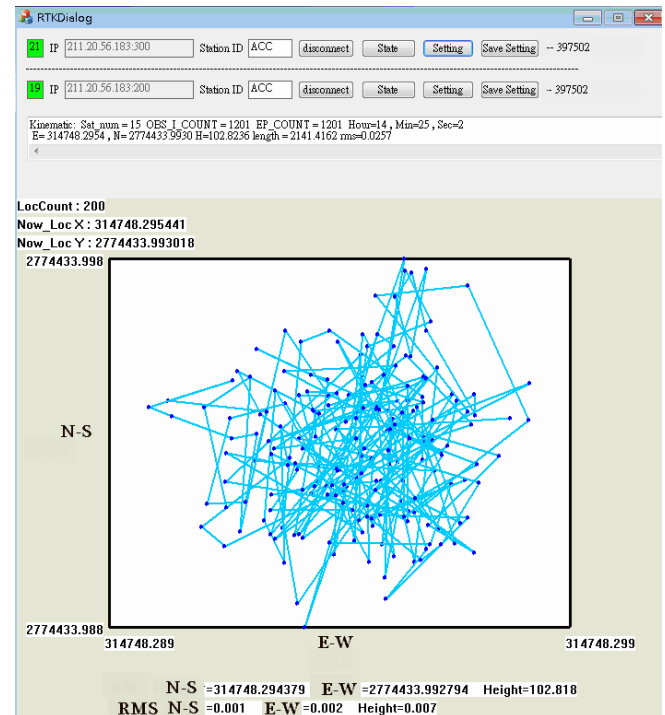 RTKDialog
21 IP 211.20.56.183:300 Station ID ACC disconnect State Setting Save Setting -- 397502
19 IP 211.20.56.183:200 Station ID ACC disconnect State Setting Save Setting -- 397502
Kinematic: Sat_num = 15 OBS_I_COUNT = 1201 EP_COUNT = 1201 Hour=14 , Min=25 , Sec=2
E= 314748.2954 , N= 2774433.9930 H=102.8236 length = 2141.4162 rms=0.0257
LocCount : 200
Now_Loc X : 314748.295441
Now_Loc Y : 2774433.993018
2774433.998
N-S
2774433.988
314748.289 E-W 314748.299
N-S =314748.294379 E-W =2774433.992794 Height=102.818
RMS N-S =0.001 E-W =0.002 Height=0.007